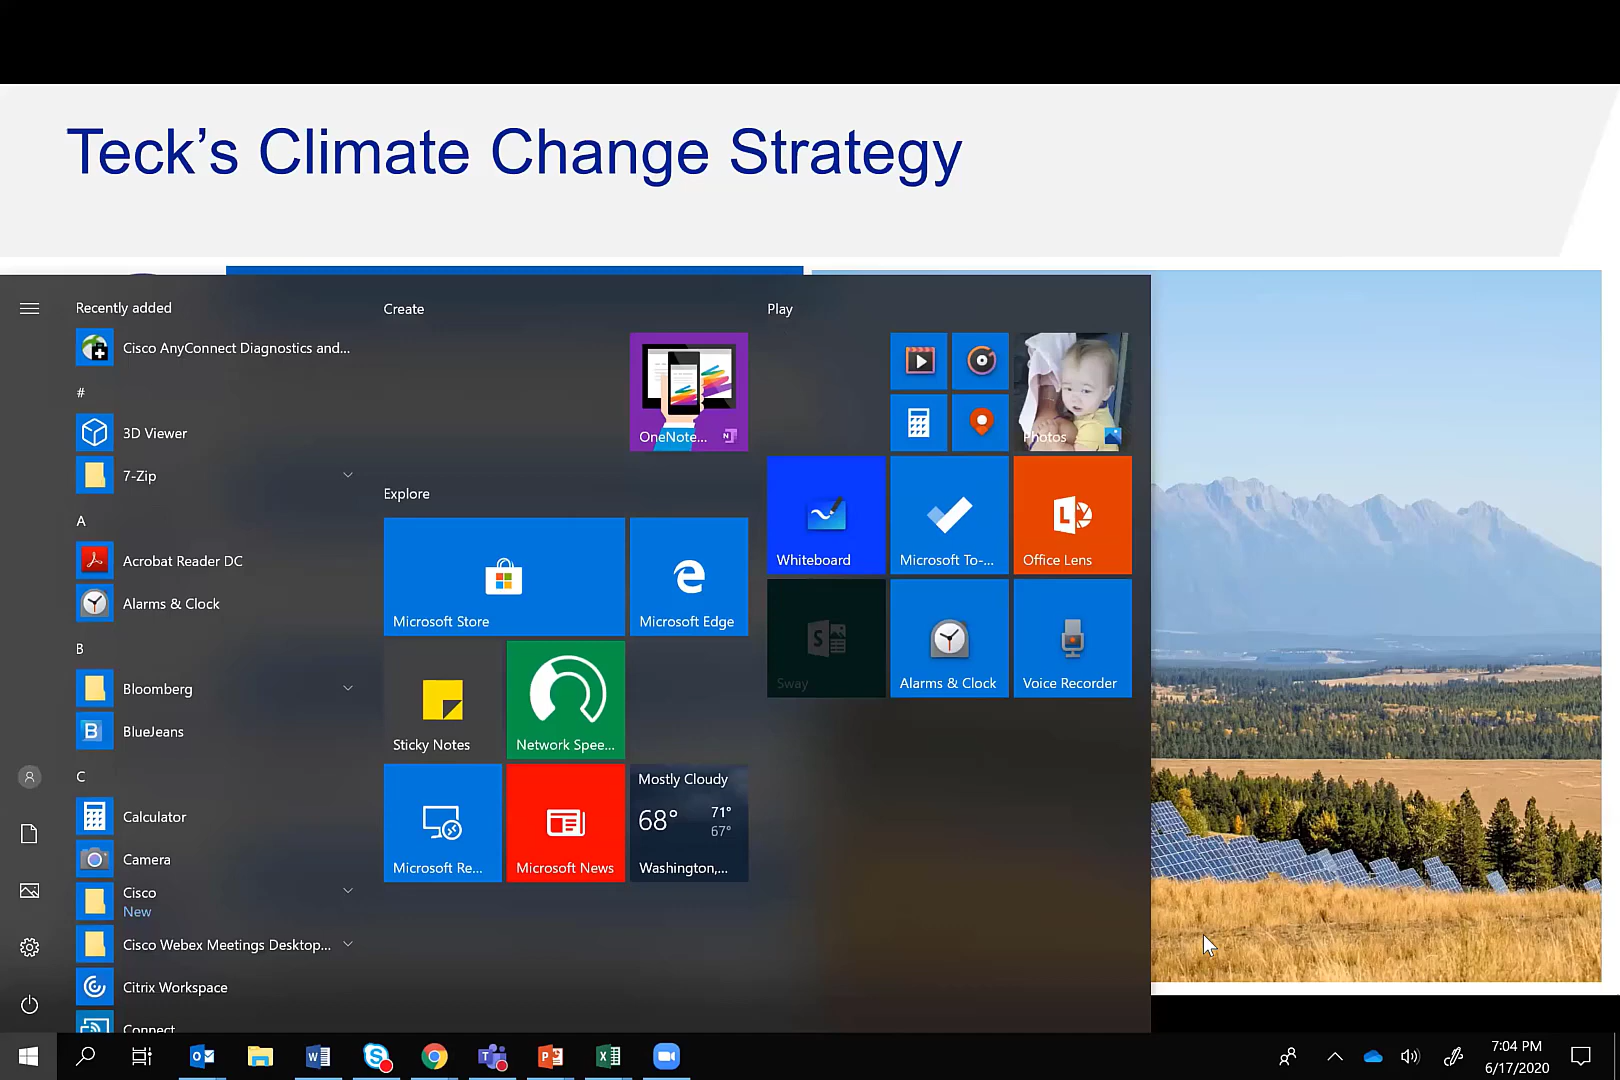 Teck’s Climate Change Strategy
Recently added
Cisco AnyConnect Diagnostics and...
#
3D Viewer
7-Zip
A
Acrobat Reader DC
Alarms & Clock
B
Bloomberg
BlueJeans
C
Calculator
Camera
Cisco
New
Cisco Webex Meetings Desktop...
Citrix Workspace
Connect
Create
OneNote...
Explore
Microsoft Store
Microsoft Edge
Sticky Notes
Network Spee...
Microsoft Re...
Microsoft News
Mostly Cloudy
68° 71°
67°
Washington,...
Play
Photos
Whiteboard
Microsoft To-...
Office Lens
Sway
Alarms & Clock
Voice Recorder
7:04 PM
6/17/2020